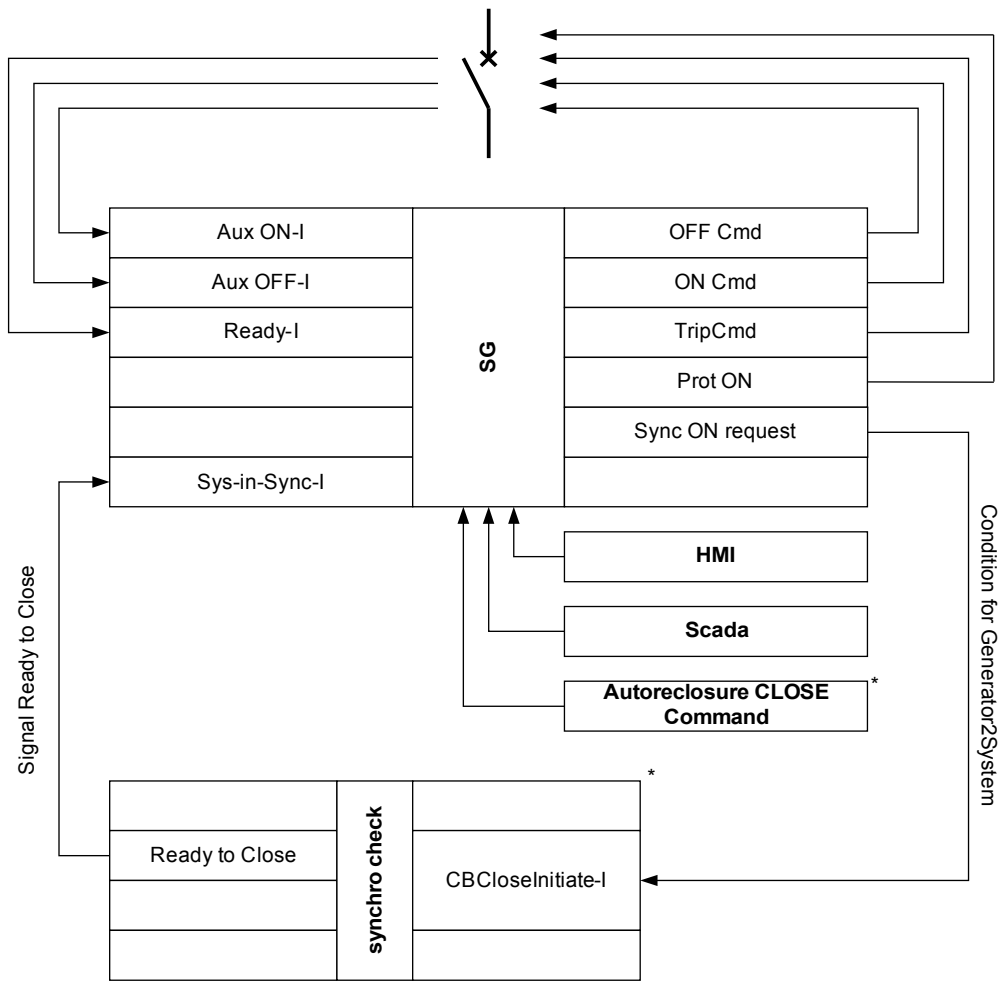 Aux ON-I
OFF Cmd
Aux OFF-I
ON Cmd
Ready-I
SG
TripCmd
Prot ON
Sync ON request
Sys-in-Sync-I
HMI
Scada
Autoreclosure CLOSE
Command
*
Signal Ready to Close
Condition for Generator2System
*
Ready to Close
synchro check
CBCloseInitiate-I